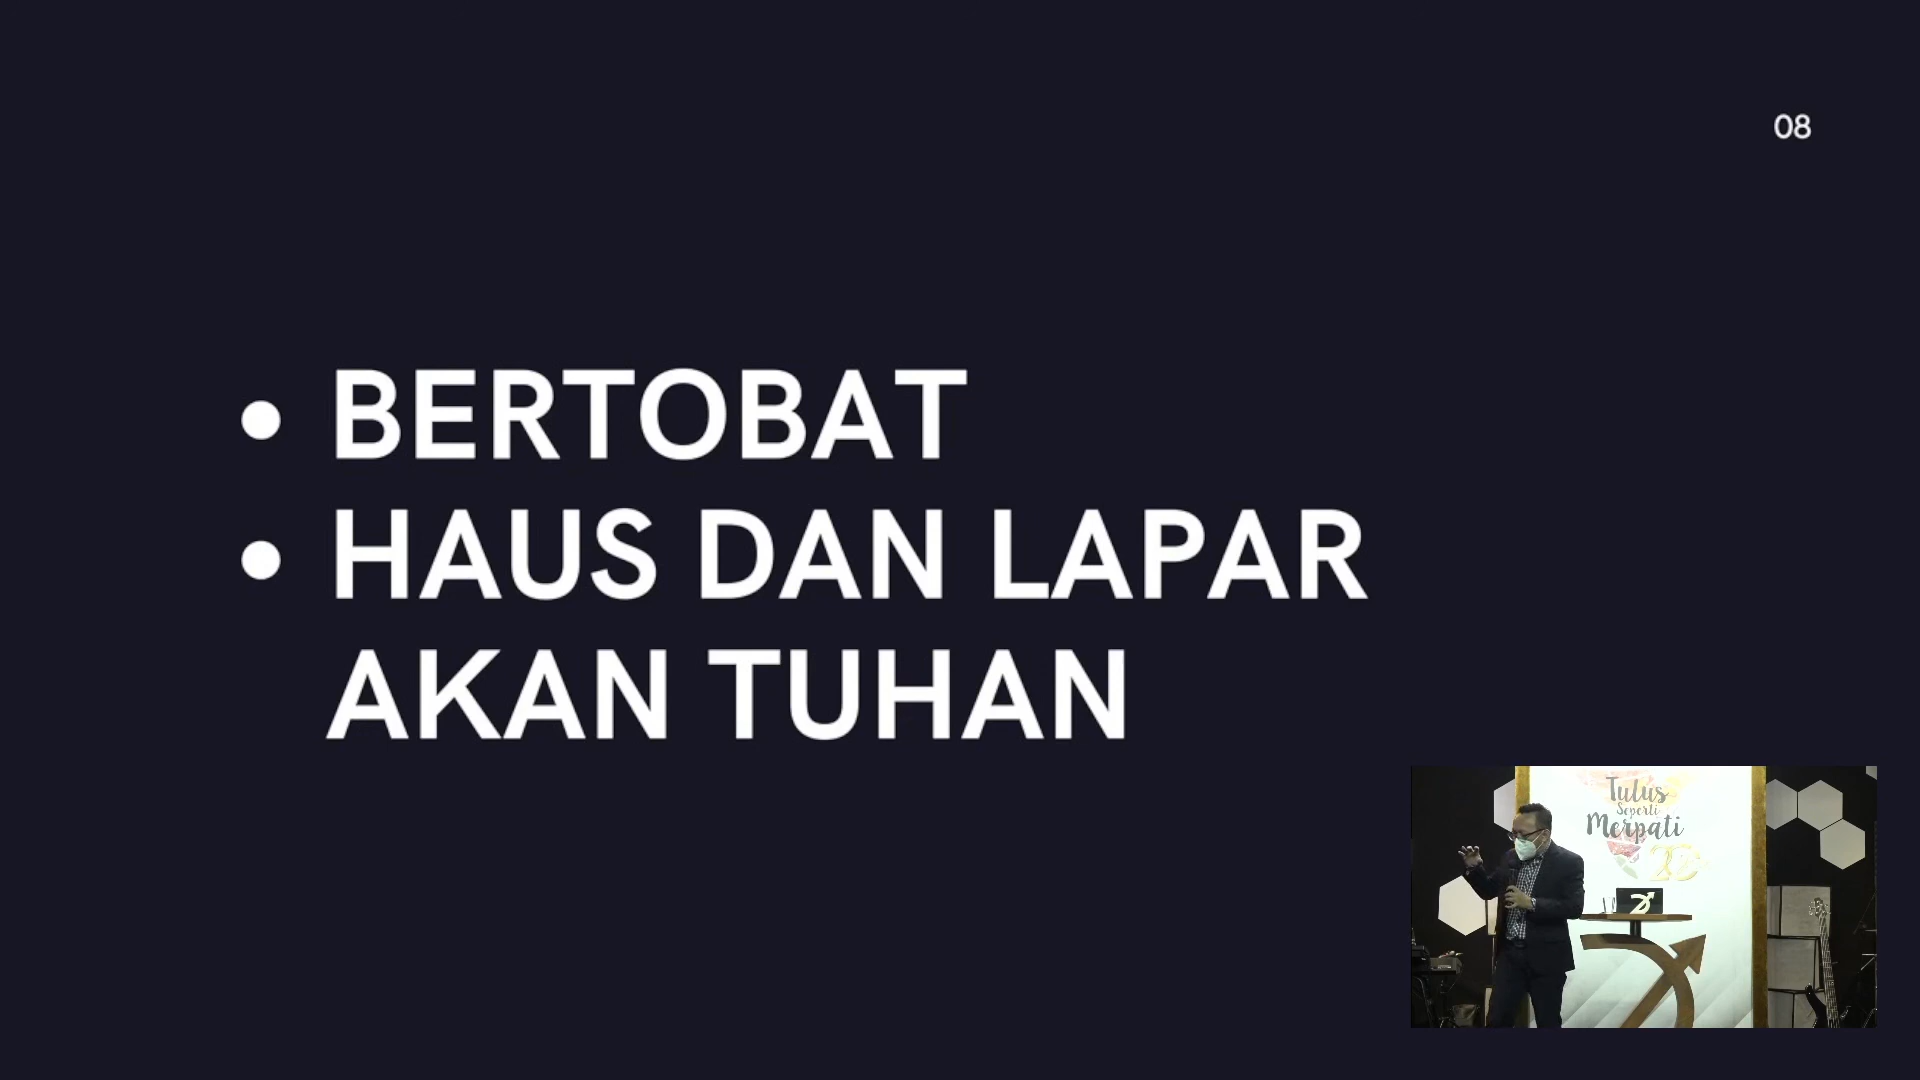 08
• BERTOBAT
• HAUS DAN LAPAR
AKAN TUHAN
Tulus
Seperti
Merpati